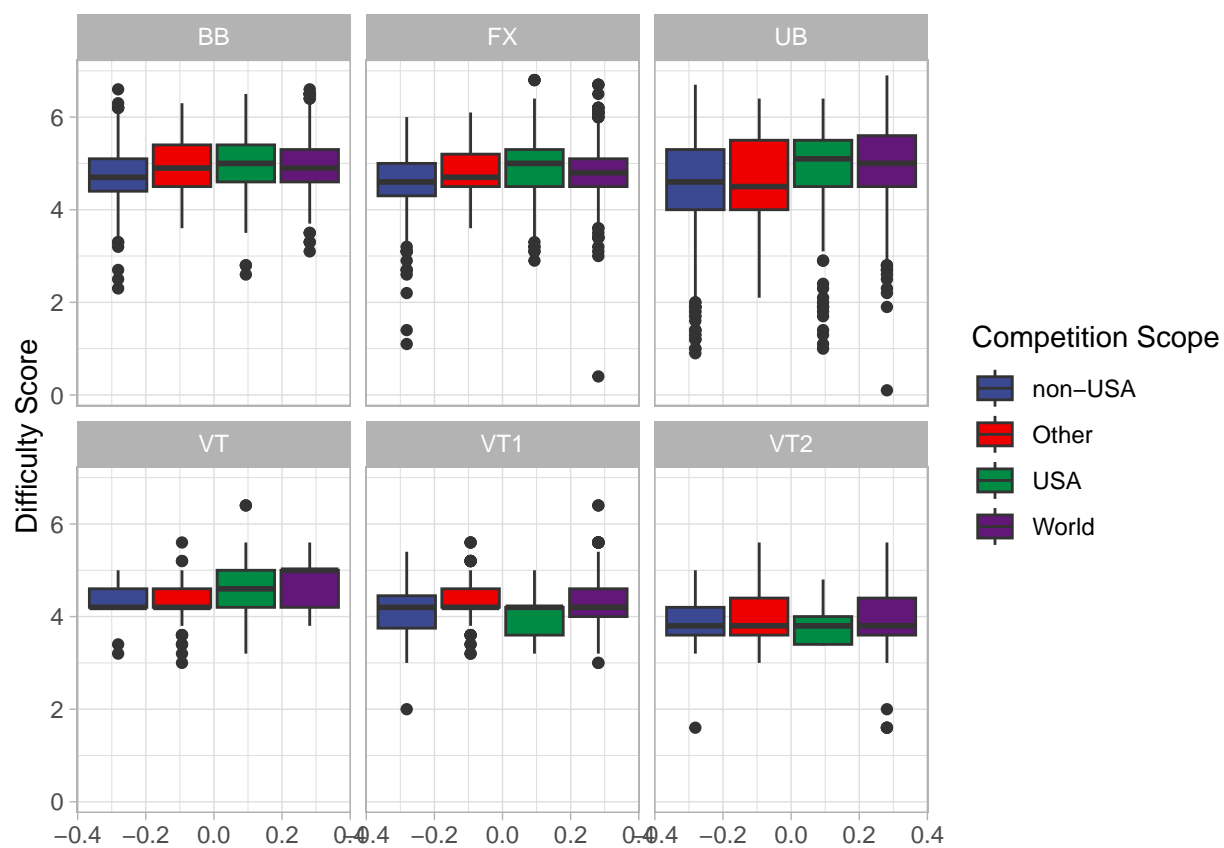 BB FX UB
6
4
2
0
Difficulty Score
VT VT1 VT2
6
4
2
0
−0.4 −0.2 0.0 0.2 0.4 −0.4 −0.2 0.0 0.2 0.4 −0.4 −0.2 0.0 0.2 0.4
Competition Scope
non−USA
Other
USA
World